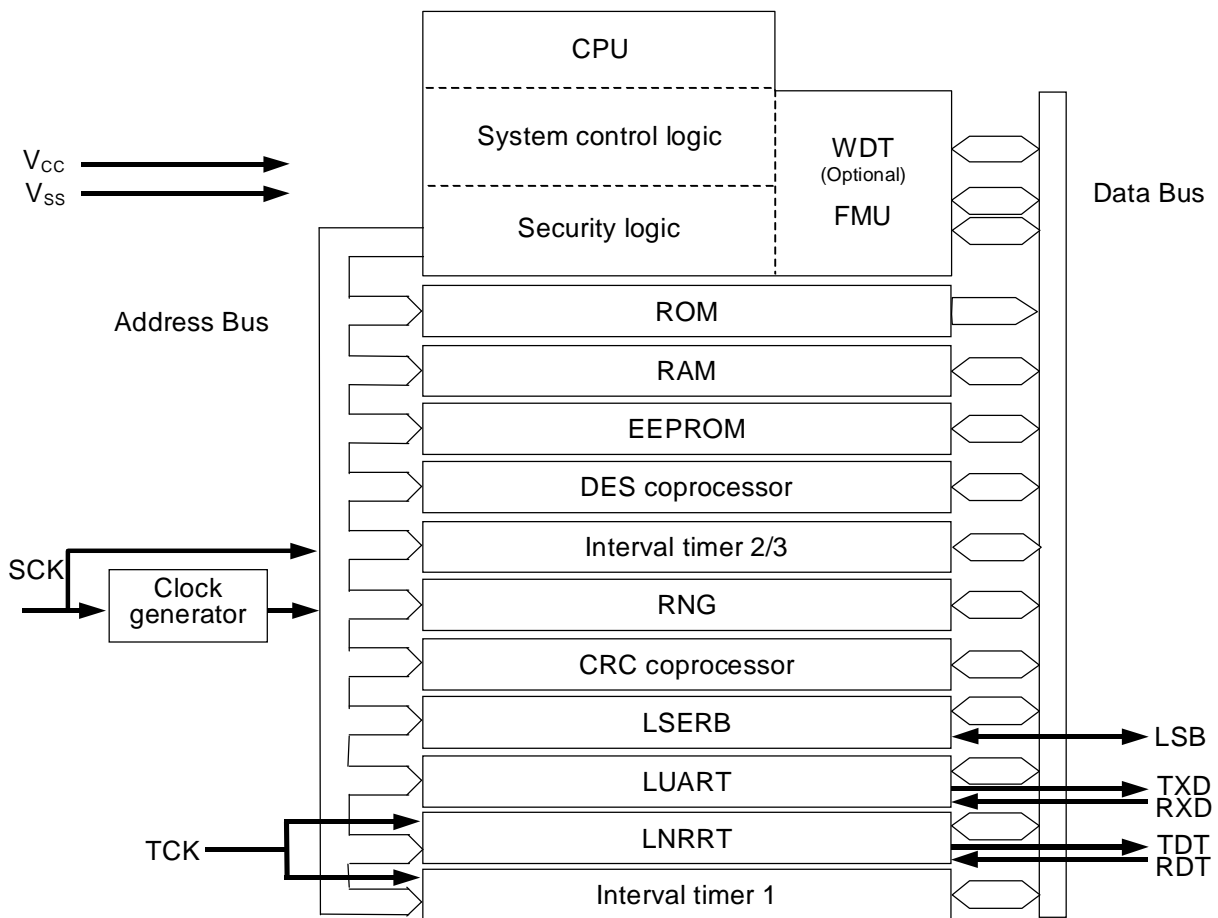 CPU
System control logic
WDT
(Optional)
FMU
Security logic
VCC
VSS
Data Bus
Address Bus
ROM
RAM
EEPROM
DES coprocessor
Interval timer 2/3
SCK
Clock
generator
RNG
CRC coprocessor
LSERB
LSB
LUART
TXD
RXD
LNRRT
TCK
TDT
RDT
Interval timer 1